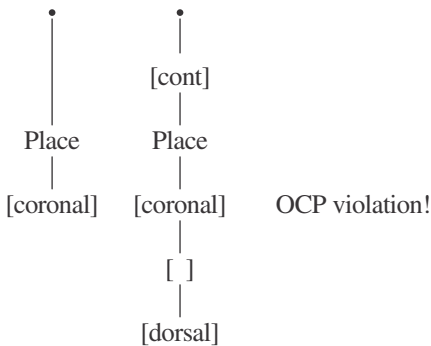 • •
[cont]
Place Place
[coronal] [coronal] OCP violation!
[ ]
[dorsal]